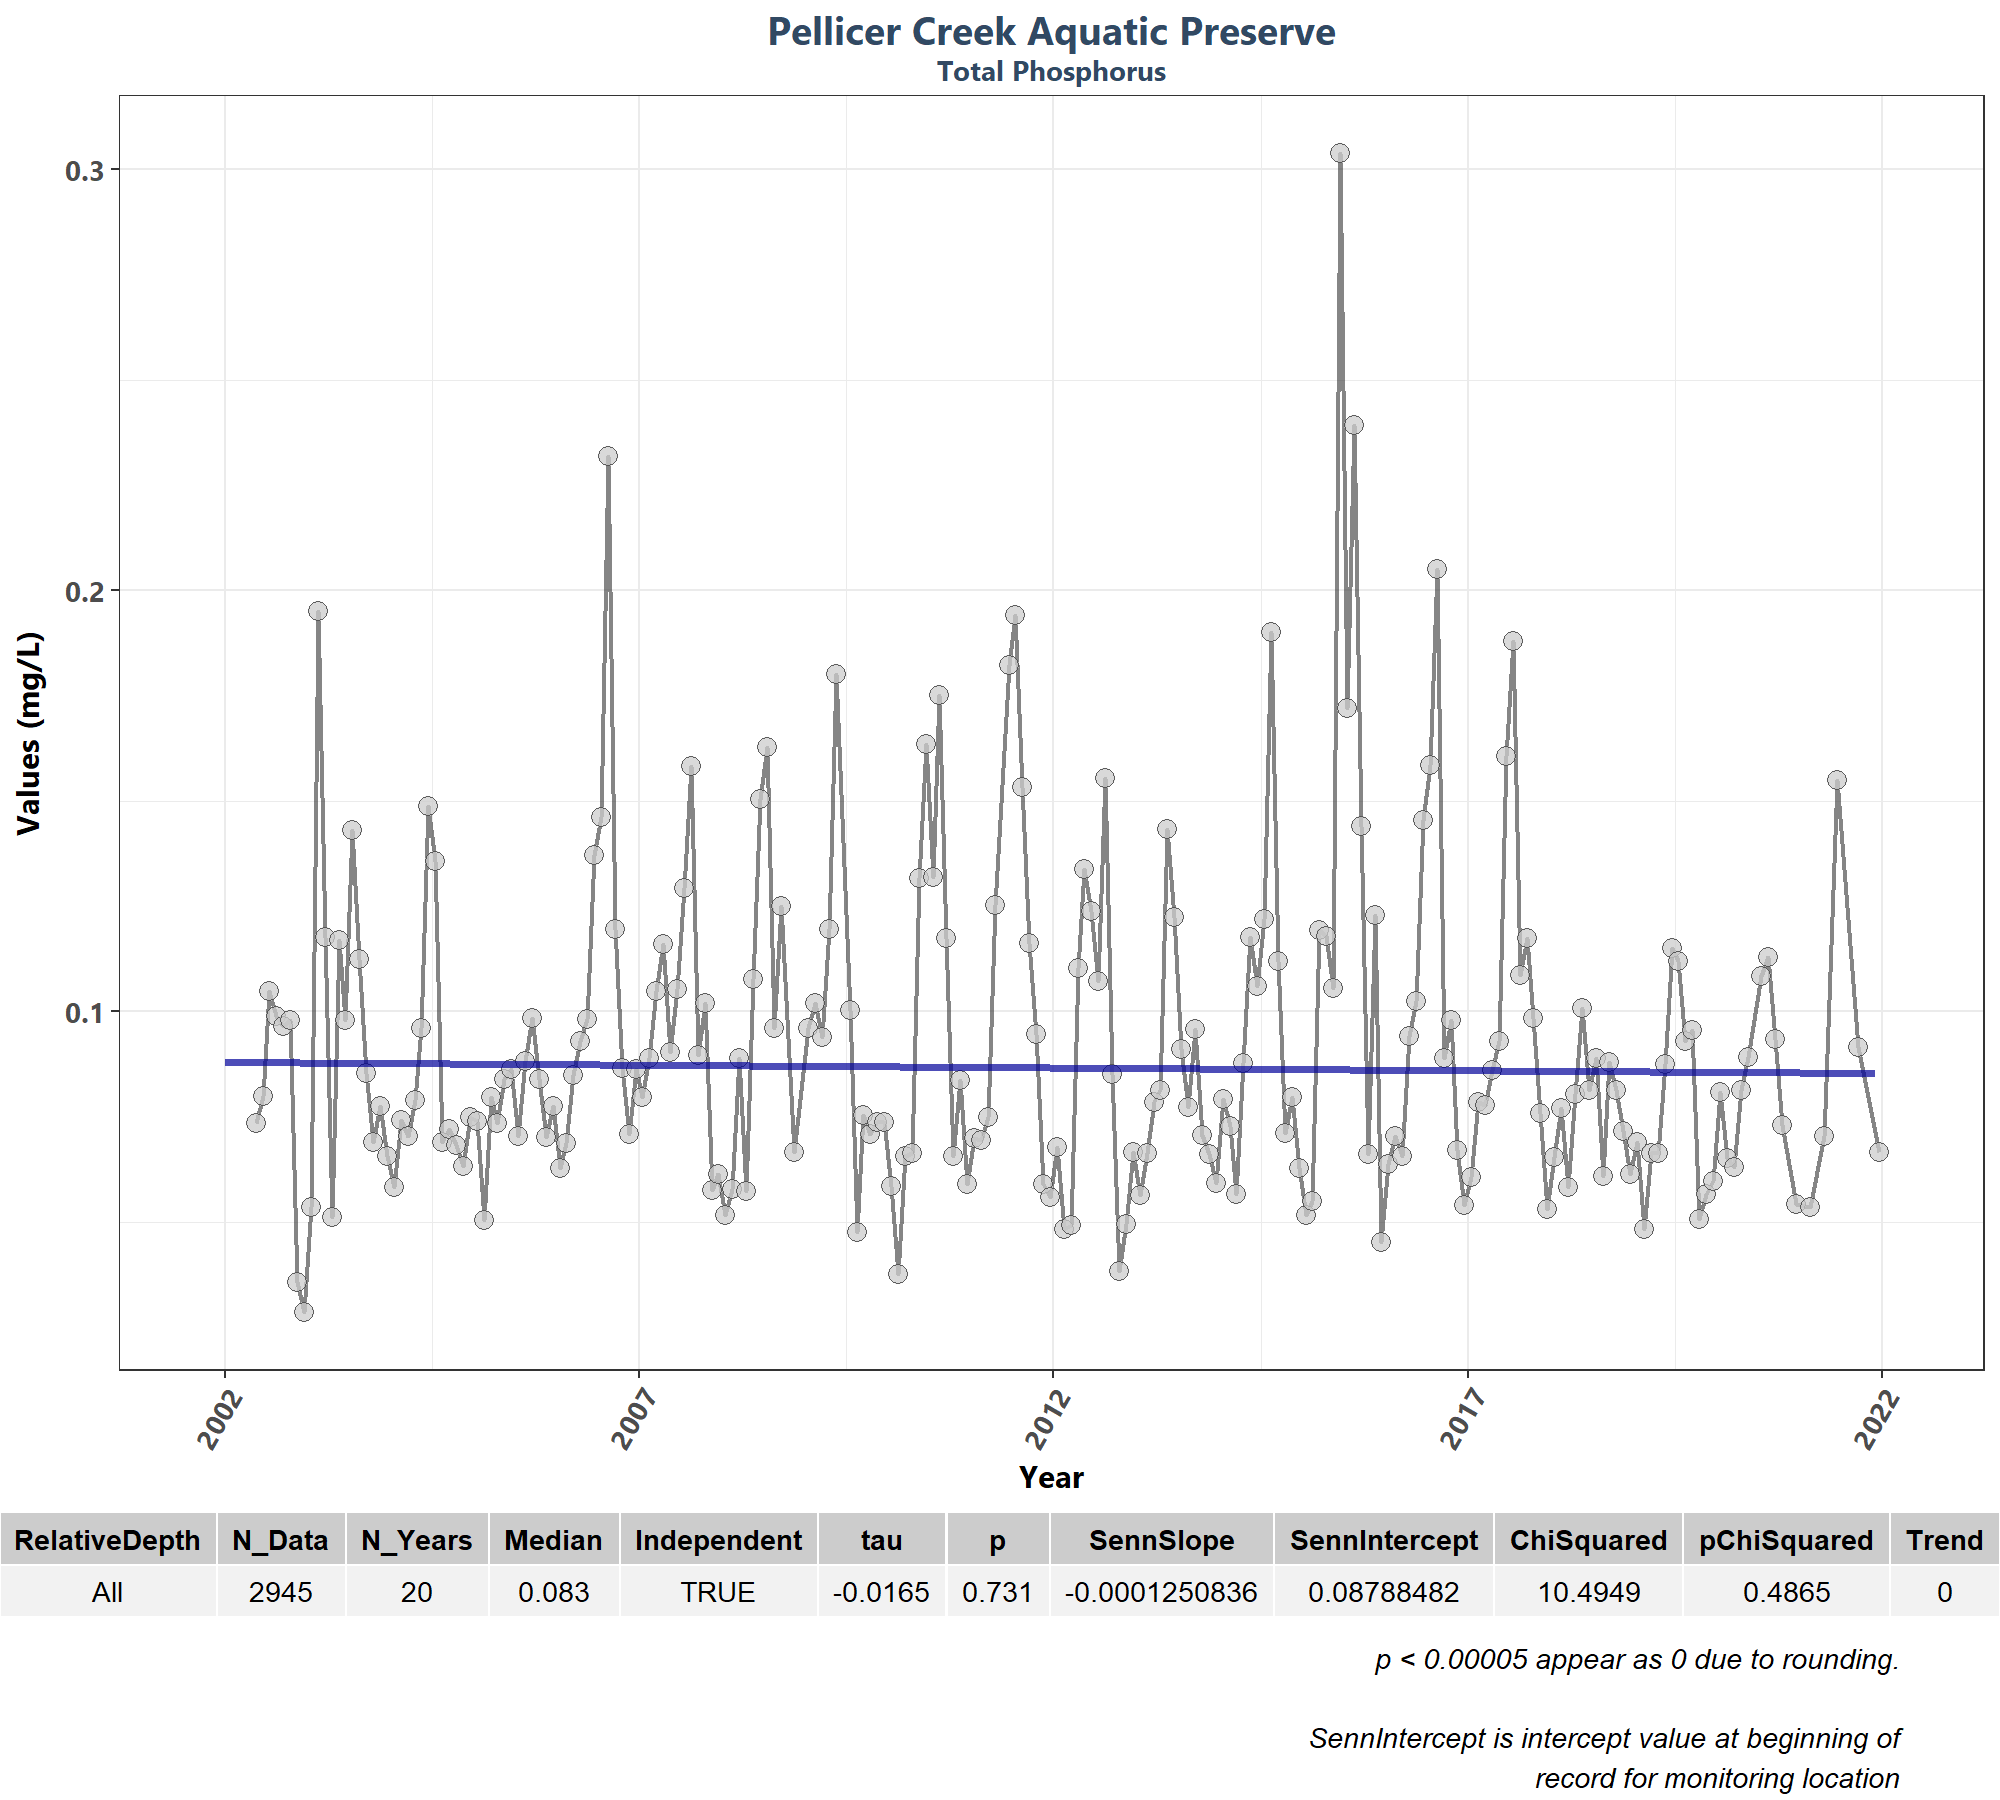 Pellicer Creek Aquatic Preserve
Total Phosphorus
Values (mg/L)
0.3
0.2
0.1
2002
2007
2012
2017
2022
Year
RelativeDepth N_Data N_Years Median Independent tau p SennSlope SennIntercept ChiSquared pChiSquared Trend
All 2945 20 0.083 TRUE -0.0165 0.731 -0.0001250836 0.08788482 10.4949 0.4865 0
p < 0.00005 appear as 0 due to rounding.
SennIntercept is intercept value at beginning of
record for monitoring location